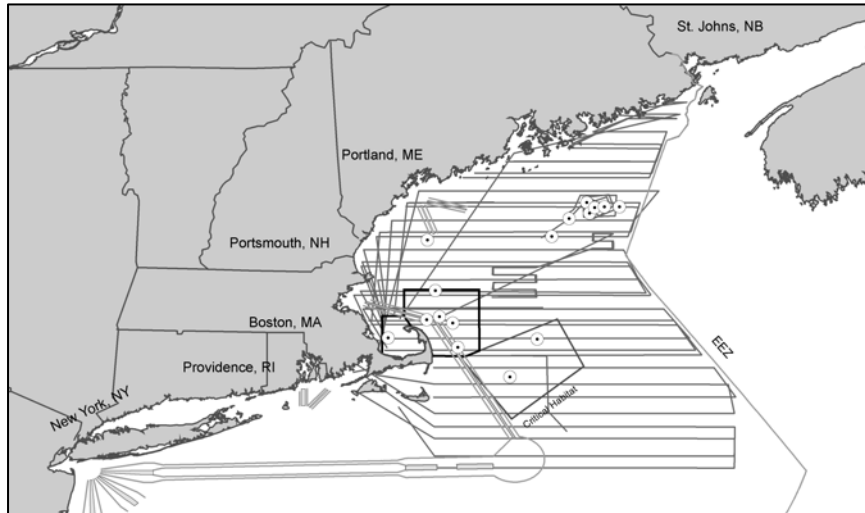 St. Johns, NB
Portland, ME
Portsmouth, NH
Boston, MA
EEZ
Providence, RI
New York, NY
Critical Habitat